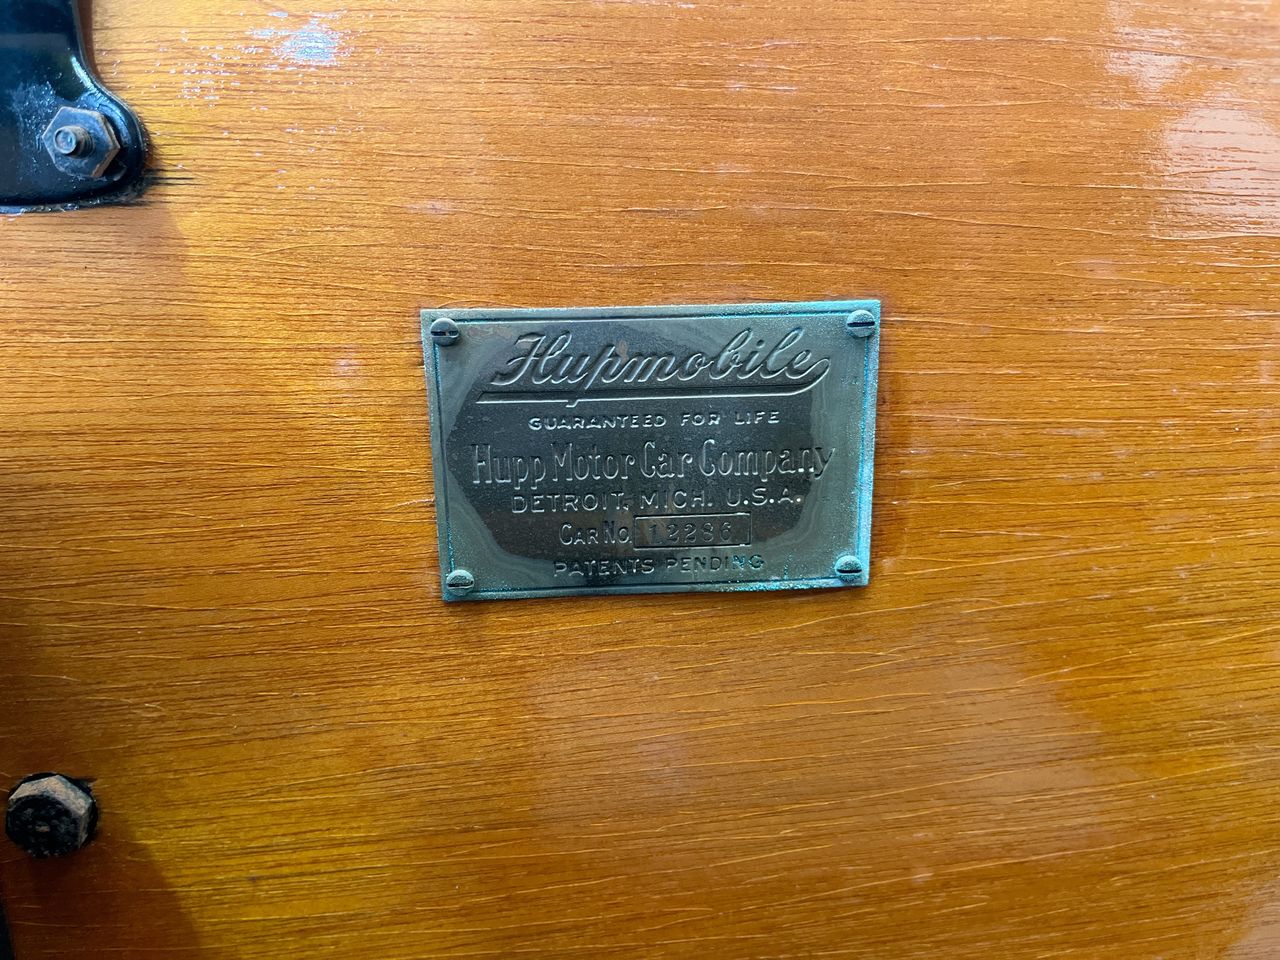 Hupmobile
GUARANTEED FOR LIFE
Hupp Motor Car Company
DETROIT, MICH. U.S.A.
CAR NO. 12286
PATENTS PENDING